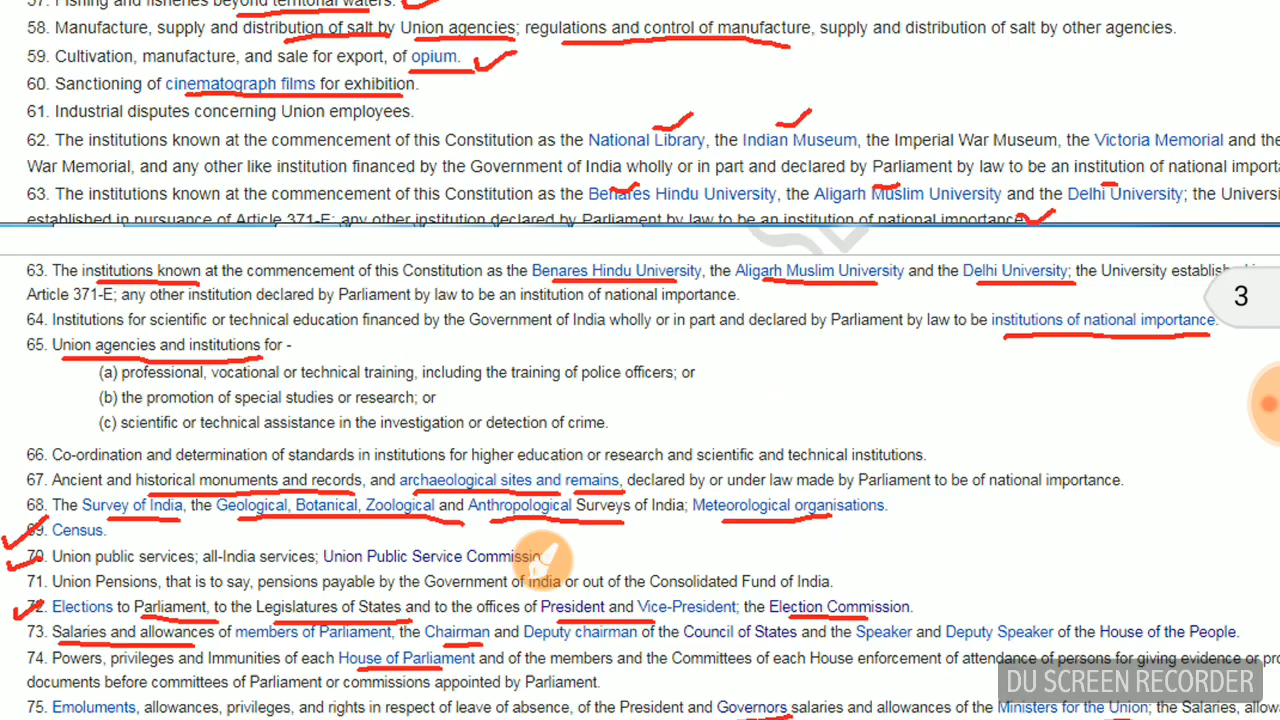 57. Fishing and fisheries beyond territorial waters.
58. Manufacture, supply and distribution of salt by Union agencies; regulations and control of manufacture, supply and distribution of salt by other agencies.
59. Cultivation, manufacture, and sale for export, of opium.
60. Sanctioning of cinematograph films for exhibition.
61. Industrial disputes concerning Union employees.
62. The institutions known at the commencement of this Constitution as the National Library, the Indian Museum, the Imperial War Museum, the Victoria Memorial and the
War Memorial, and any other like institution financed by the Government of India wholly or in part and declared by Parliament by law to be an institution of national importa
63. The institutions known at the commencement of this Constitution as the Benares Hindu University, the Aligarh Muslim University and the Delhi University; the Universi
established in pursuance of Article 371-E; any other institution declared by Parliament by law to be an institution of national importance
63. The institutions known at the commencement of this Constitution as the Benares Hindu University, the Aligarh Muslim University and the Delhi University; the University establish
3
Article 371-E; any other institution declared by Parliament by law to be an institution of national importance.
64. Institutions for scientific or technical education financed by the Government of India wholly or in part and declared by Parliament by law to be institutions of national importance.
65. Union agencies and institutions for -
(a) professional, vocational or technical training, including the training of police officers; or
(b) the promotion of special studies or research; or
(c) scientific or technical assistance in the investigation or detection of crime.
66. Co-ordination and determination of standards in institutions for higher education or research and scientific and technical institutions.
67. Ancient and historical monuments and records, and archaeological sites and remains, declared by or under law made by Parliament to be of national importance.
68. The Survey of India, the Geological, Botanical, Zoological and Anthropological Surveys of India; Meteorological organisations.
69. Census.
70. Union public services; all-India services; Union Public Service Commissio
71. Union Pensions, that is to say, pensions payable by the Government of India or out of the Consolidated Fund of India.
72. Elections to Parliament, to the Legislatures of States and to the offices of President and Vice-President; the Election Commission.
73. Salaries and allowances of members of Parliament, the Chairman and Deputy chairman of the Council of States and the Speaker and Deputy Speaker of the House of the People.
74. Powers, privileges and Immunities of each House of Parliament and of the members and the Committees of each House enforcement of attendance of persons for giving evidence or pro
documents before committees of Parliament or commissions appointed by Parliament.
DU SCREEN RECORDER
75. Emoluments, allowances, privileges, and rights in respect of leave of absence, of the President and Governors salaries and allowances of the Ministers for the Union; the Salaries, allow